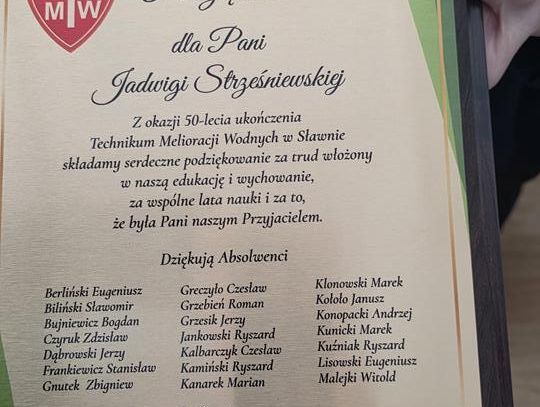 MTW
dla Pani
Jadwigi Strześniewskiej
Z okazji 50-lecia ukończenia
Technikum Melioracji Wodnych w Sławnie
składamy serdeczne podziękowanie za trud włożony
w naszą edukację i wychowanie,
za wspólne lata nauki i za to,
że była Pani naszym Przyjacielem.
Dziękują Absolwenci
Berliński Eugeniusz
Biliński Sławomir
Bujniewicz Bogdan
Czyruk Zdzisław
Dąbrowski Jerzy
Frankiewicz Stanisław
Gnutek Zbigniew
Greczyło Czesław
Grzebień Roman
Grzesik Jerzy
Jankowski Ryszard
Kalbarczyk Czesław
Kamiński Ryszard
Kanarek Marian
Klonowski Marek
Kołoło Janusz
Konopacki Andrzej
Kunicki Marek
Kuźniak Ryszard
Lisowski Eugeniusz
Malejki Witold